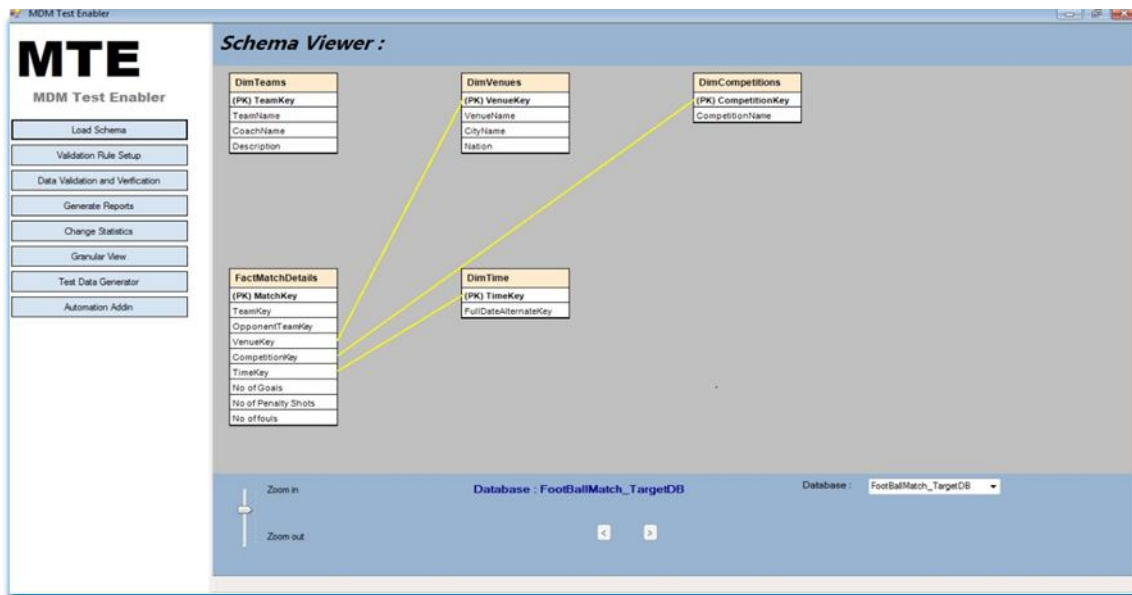 MDM Test Enabler
MTE
MDM Test Enabler
Load Schema
Validation Rule Setup
Data Validation and Verification
Generate Reports
Change Statistics
Granular View
Test Data Generator
Automation Addin
Schema Viewer :
DimTeams
(PK) TeamKey
TeamName
CoachName
Description
DimVenues
(PK) VenueKey
VenueName
CityName
Nation
DimCompetitions
(PK) CompetitionKey
CompetitionName
FactMatchDetails
(PK) MatchKey
TeamKey
OpponentTeamKey
VenueKey
CompetitionKey
TimeKey
No of Goals
No of Penalty Shots
No of fouls
DimTime
(PK) TimeKey
FullDateAlternateKey
Zoom in
Zoom out
Database : FootBallMatch_TargetDB
< >
Database : FootBallMatch_TargetDB